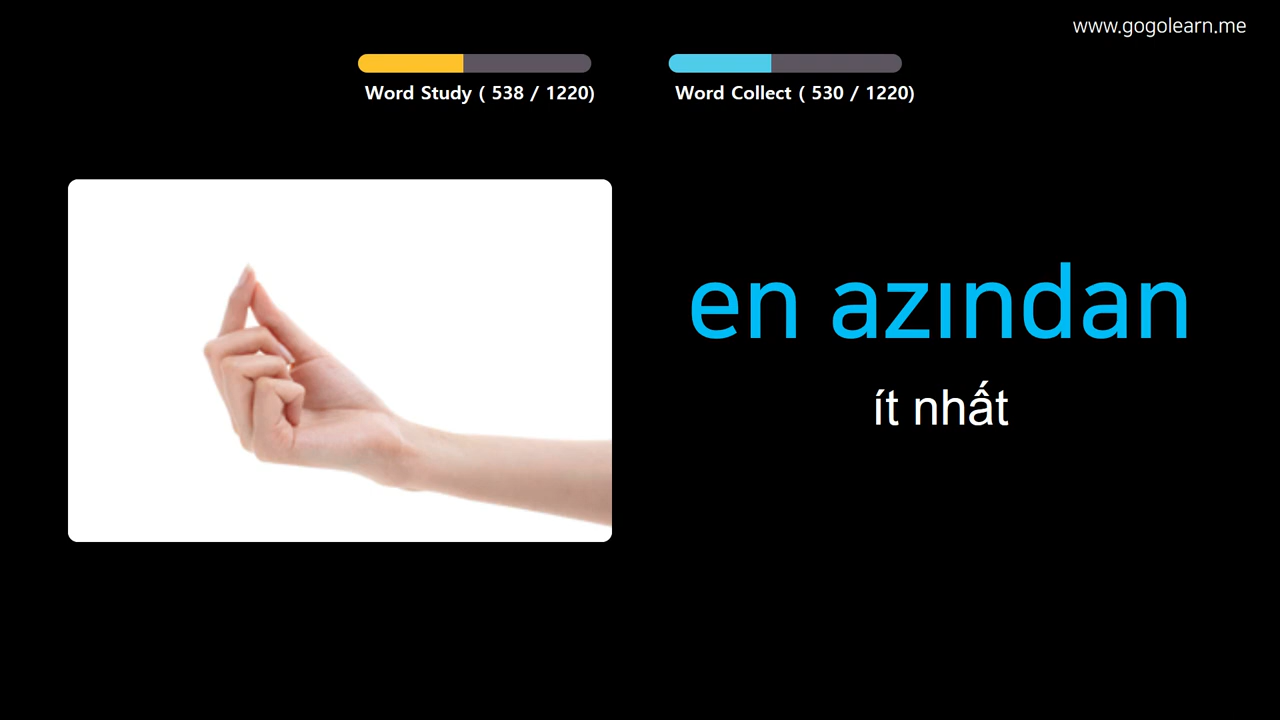 www.gogolearn.me
Word Study ( 538 / 1220)
Word Collect ( 530 / 1220)
en azından
ít nhất